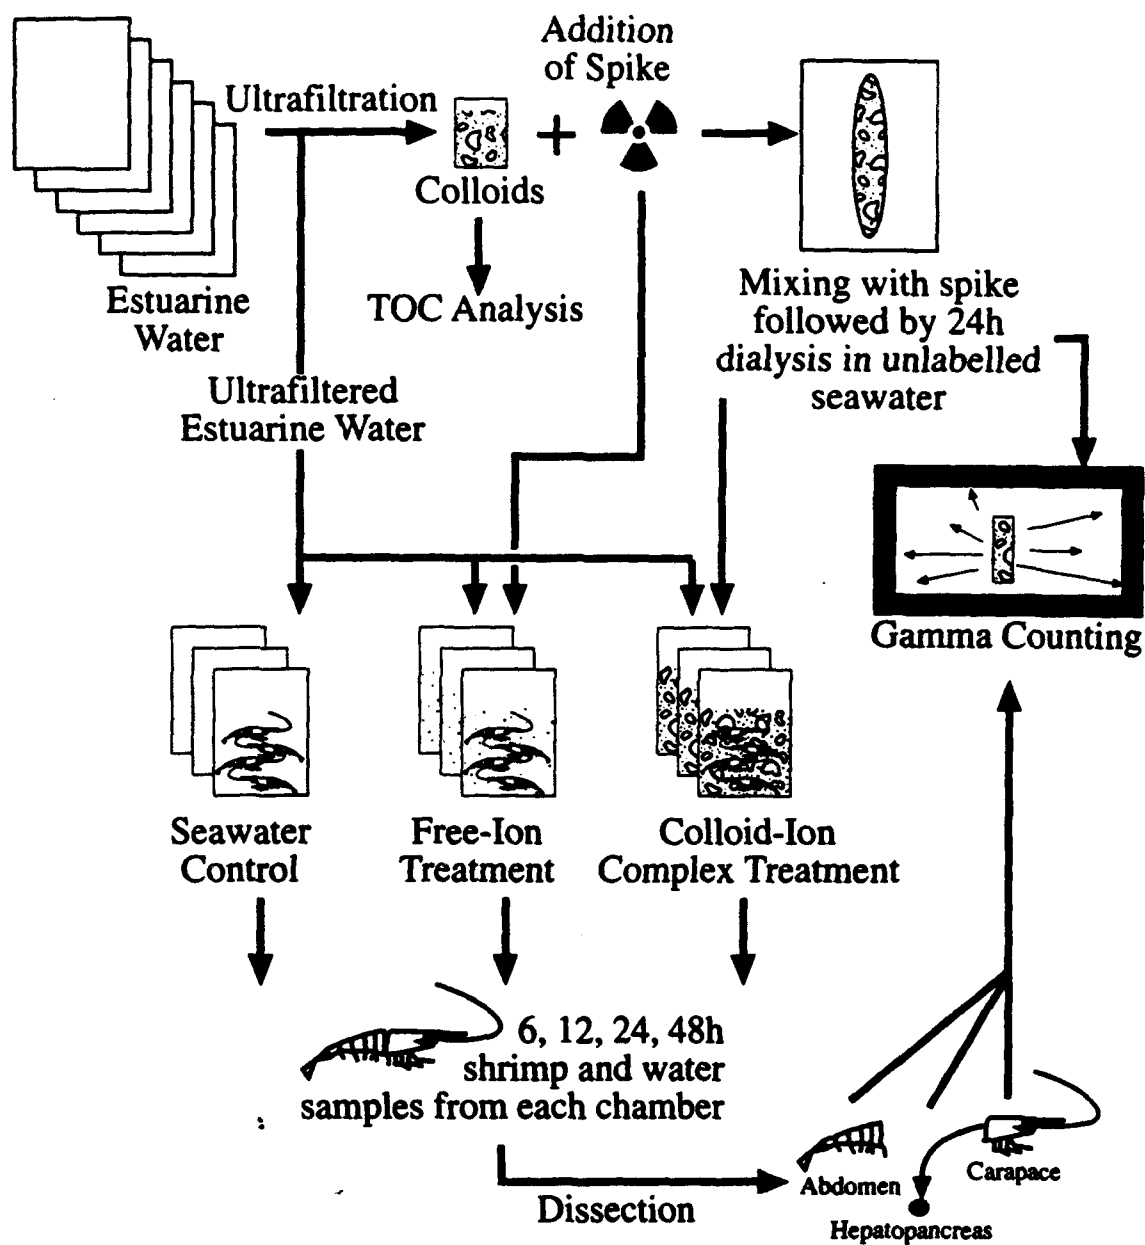 Addition
of Spike
Ultrafiltration
Colloids
TOC Analysis
Estuarine
Water
Mixing with spike
followed by 24h
dialysis in unlabelled
seawater
Ultrafiltered
Estuarine Water
Gamma Counting
Seawater
Control
Free-Ion
Treatment
Colloid-Ion
Complex Treatment
6, 12, 24, 48h
shrimp and water
samples from each chamber
Dissection
Abdomen
Carapace
Hepatopancreas